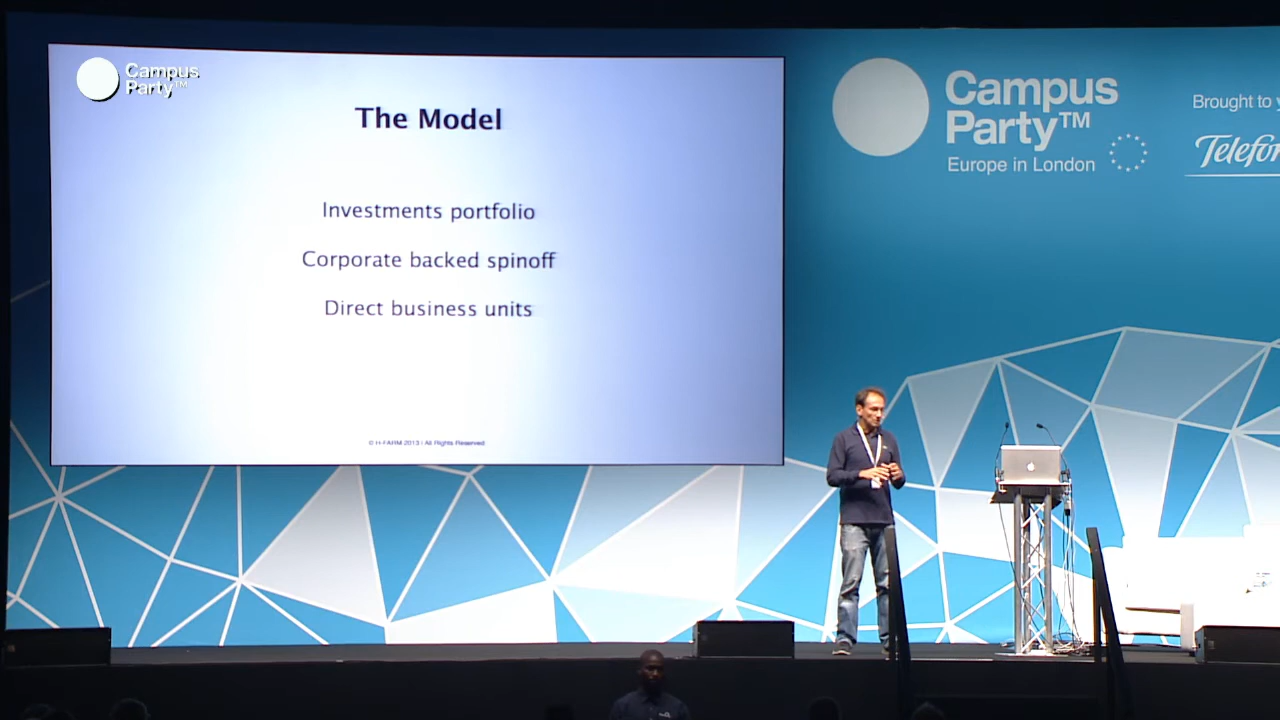 Campus
Party™
The Model
Investments portfolio
Corporate backed spinoff
Direct business units
© H-FARM 2013 | All Rights Reserved
Campus
Party™
Europe in London
Brought to